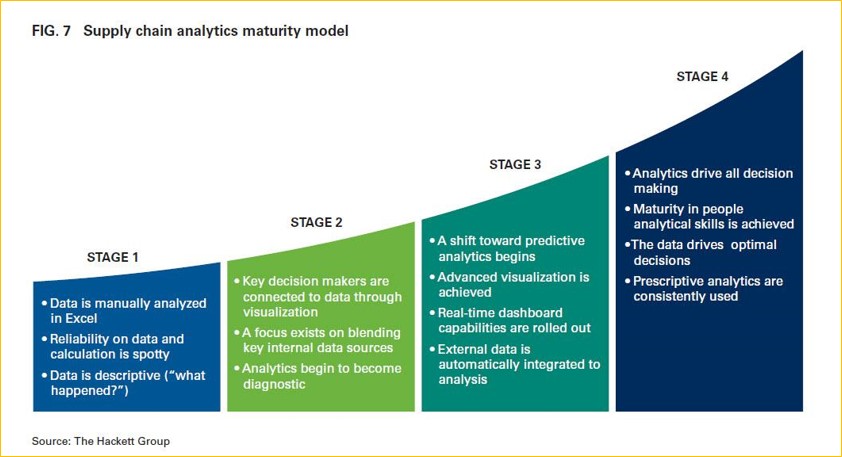 FIG. 7 Supply chain analytics maturity model
STAGE 1
• Data is manually analyzed
in Excel
• Reliability on data and
calculation is spotty
• Data is descriptive (“what
happened?”)
STAGE 2
• Key decision makers are
connected to data through
visualization
• A focus exists on blending
key internal data sources
• Analytics begin to become
diagnostic
STAGE 3
• A shift toward predictive
analytics begins
• Advanced visualization is
achieved
• Real-time dashboard
capabilities are rolled out
• External data is
automatically integrated to
analysis
STAGE 4
• Analytics drive all decision
making
• Maturity in people
analytical skills is achieved
• The data drives optimal
decisions
• Prescriptive analytics are
consistently used
Source: The Hackett Group